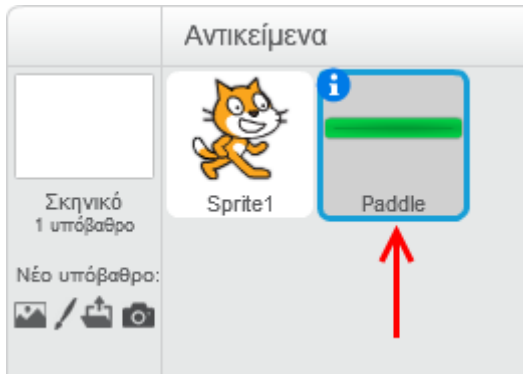 Αντικείμενα
Sprite1
Paddle
Σκηνικό
1 υπόβαθρο
Νέο υπόβαθρο: